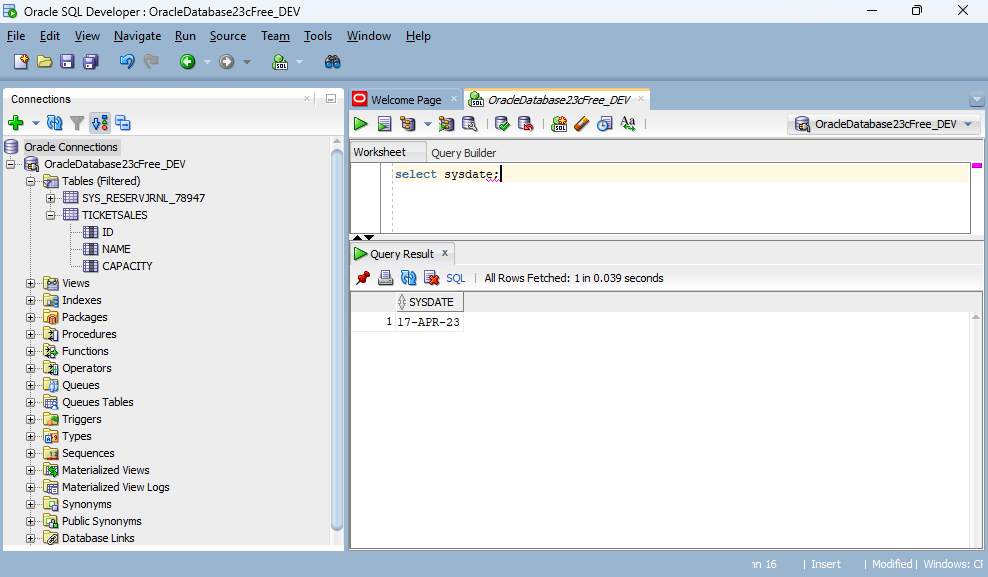 Oracle SQL Developer : OracleDatabase23cFree_DEV
File Edit View Navigate Run Source Team Tools Window Help
SQL
Connections
Oracle Connections
OracleDatabase23cFree_DEV
Tables (Filtered)
SYS_RESERVJRNL_78947
TICKETSALES
ID
NAME
CAPACITY
Views
Indexes
Packages
Procedures
Functions
Operators
Queues
Queues Tables
Triggers
Types
Sequences
Materialized Views
Materialized View Logs
Synonyms
Public Synonyms
Database Links
Welcome Page OracleDatabase23cFree_DEV
SQL Aa OracleDatabase23cFree_DEV
Worksheet Query Builder
select sysdate;
Query Result
SQL All Rows Fetched: 1 in 0.039 seconds
SYSDATE
1 17-APR-23
16 | Insert | Modified | Windows: